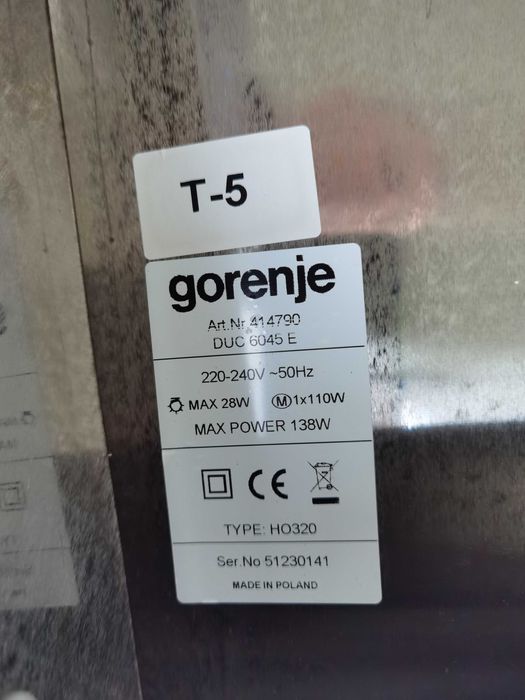 T-5
gorenje
Art.Nr 414790
DUC 6045 E
220-240V ~50Hz
MAX 28W M 1x110W
MAX POWER 138W
CE
TYPE: HO320
Ser.No 51230141
MADE IN POLAND